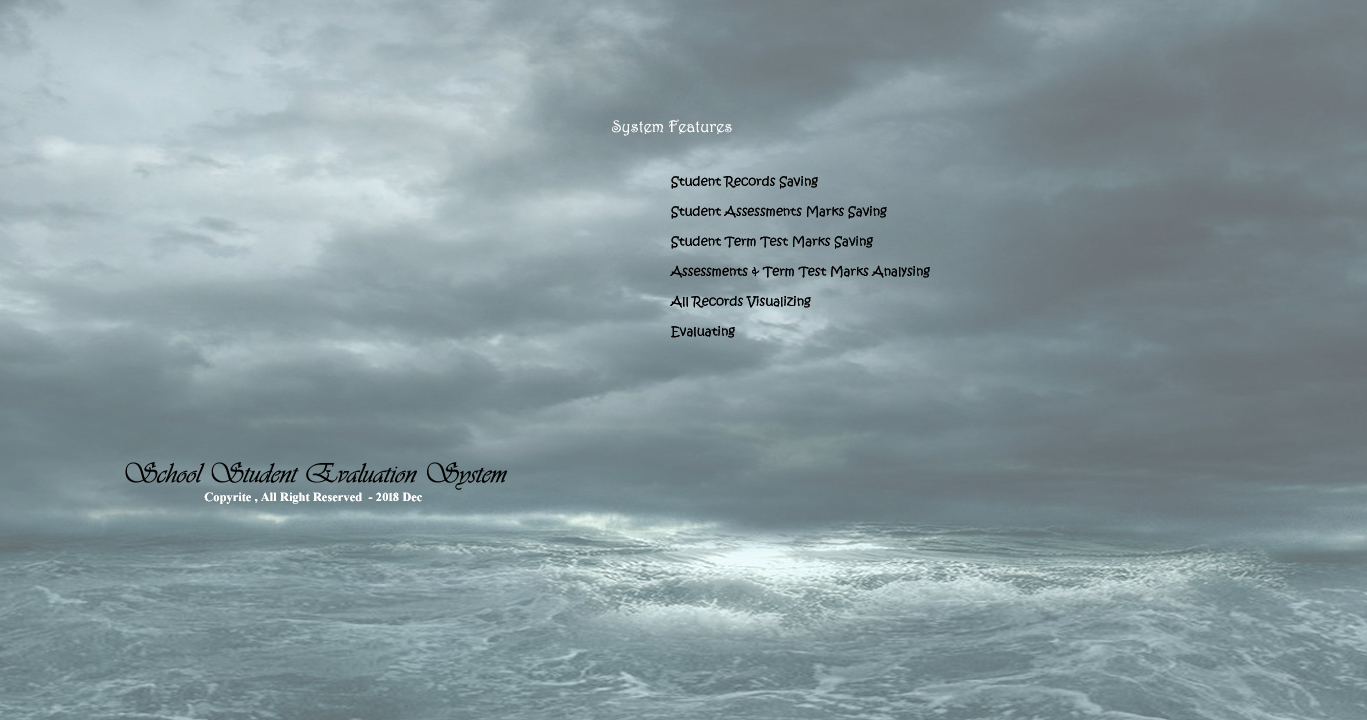 System Features
Student Records Saving
Student Assessments Marks Saving
Student Term Test Marks Saving
Assessments & Term Test Marks Analysing
All Records Visualizing
Evaluating
School Student Evaluation System
Copyrite , All Right Reserved - 2018 Dec